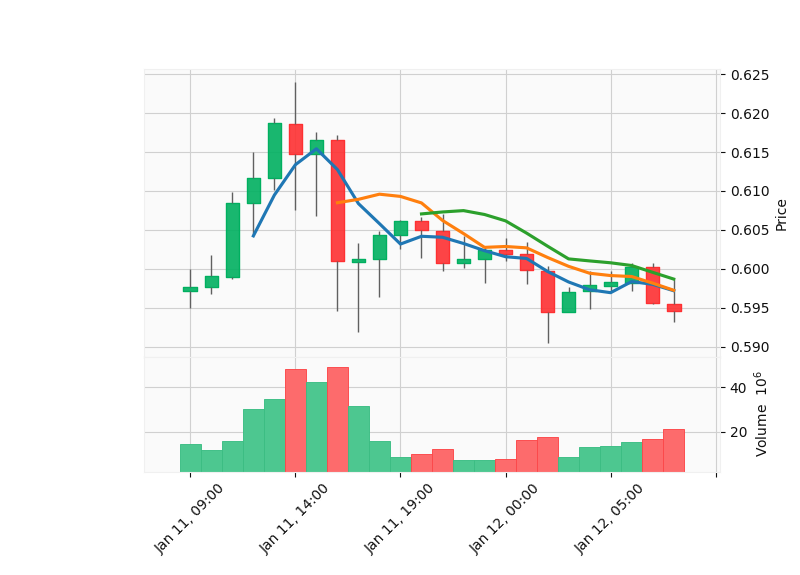 0.625
0.620
0.615
0.610
0.605
0.600
0.595
0.590
Price
40
20
Volume 10^6
Jan 11, 09:00
Jan 11, 14:00
Jan 11, 19:00
Jan 12, 00:00
Jan 12, 05:00